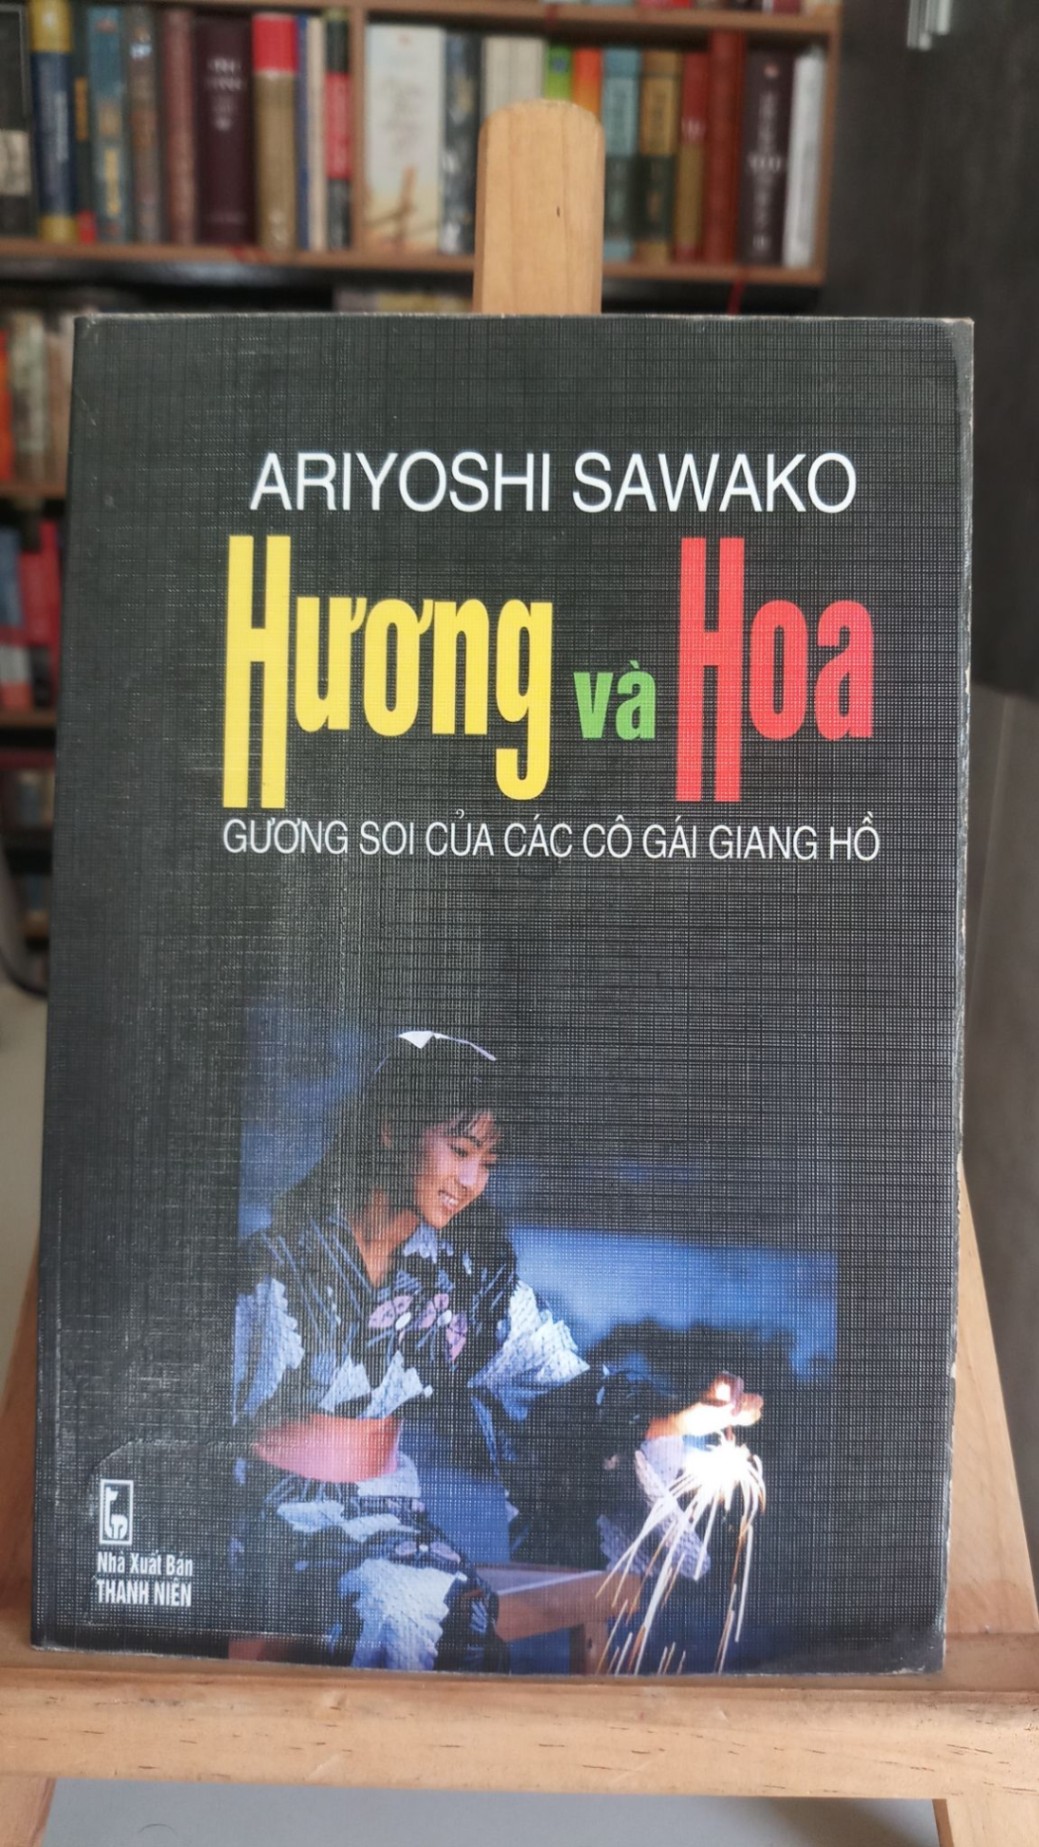 ARIYOSHI SAWAKO
Hương và Hoa
GƯƠNG SOI CỦA CÁC CÔ GÁI GIANG HỒ
Nhà Xuất Bản
THANH NIÊN